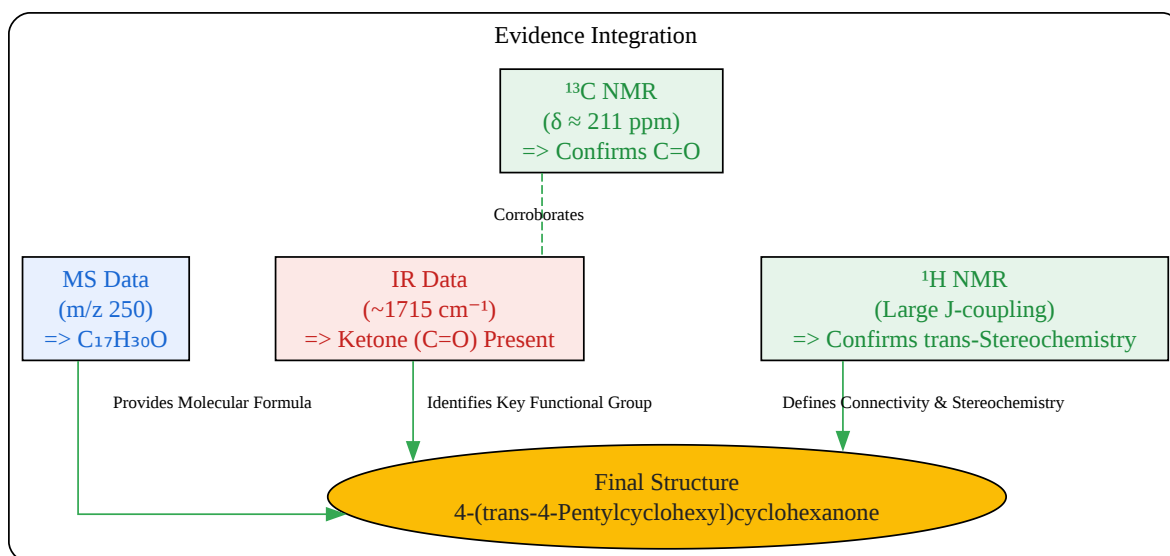 Evidence Integration
¹³C NMR
(δ ≈ 211 ppm)
=> Confirms C=O
Corroborates
MS Data
(m/z 250)
=> C₁₇H₃₀O
IR Data
(~1715 cm⁻¹)
=> Ketone (C=O) Present
¹H NMR
(Large J-coupling)
=> Confirms trans-Stereochemistry
Provides Molecular Formula
Identifies Key Functional Group
Defines Connectivity & Stereochemistry
Final Structure
4-(trans-4-Pentylcyclohexyl)cyclohexanone